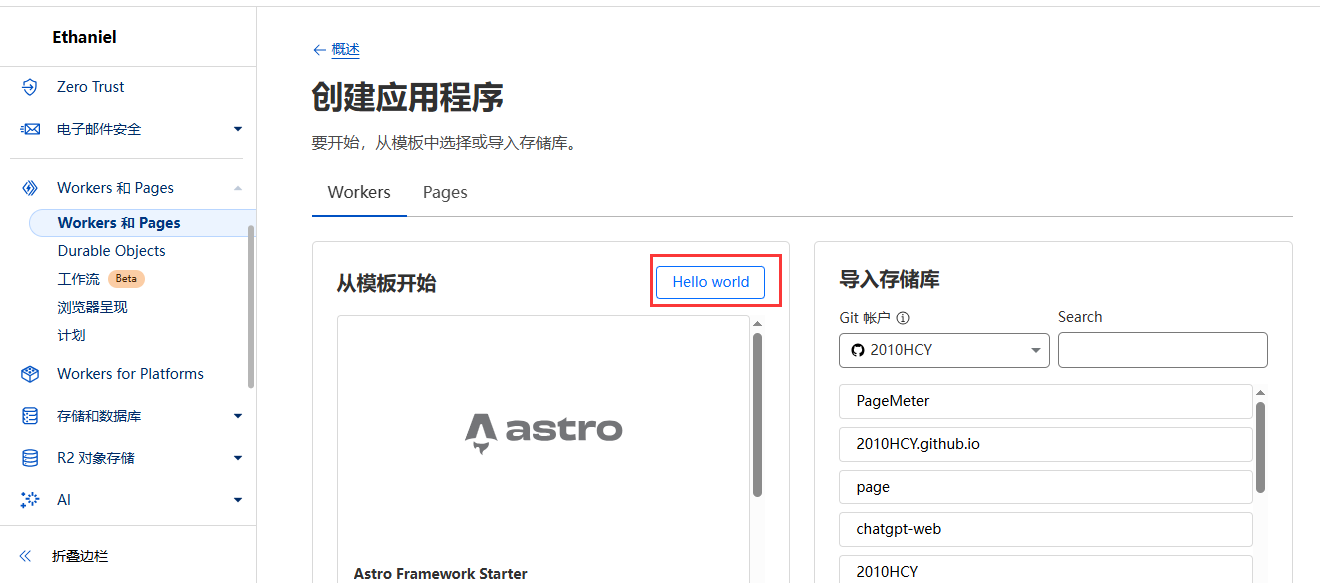 Ethaniel
Zero Trust
电子邮件安全
Workers 和 Pages
Workers 和 Pages
Durable Objects
工作流 Beta
浏览器呈现
计划
Workers for Platforms
存储和数据库
R2 对象存储
AI
折叠边栏
概述
创建应用程序
要开始，从模板中选择或导入存储库。
Workers Pages
从模板开始
Hello world
astro
Astro Framework Starter
导入存储库
Git 帐户
2010HCY
Search
PageMeter
2010HCY.github.io
page
chatgpt-web
2010HCY